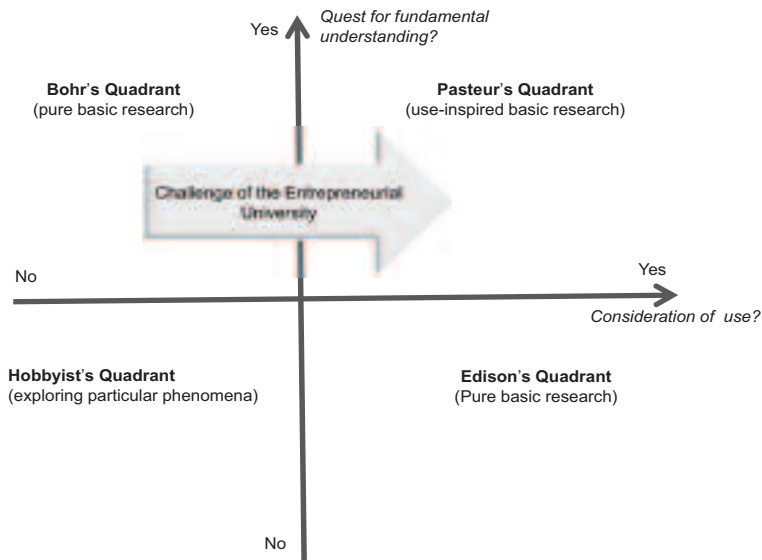 Quest for fundamental
understanding?
Yes
Bohr's Quadrant
(pure basic research)
Pasteur's Quadrant
(use-inspired basic research)
Challenge of the Entrepreneurial
University
No
Yes
Consideration of use?
Hobbyist's Quadrant
(exploring particular phenomena)
Edison's Quadrant
(Pure basic research)
No